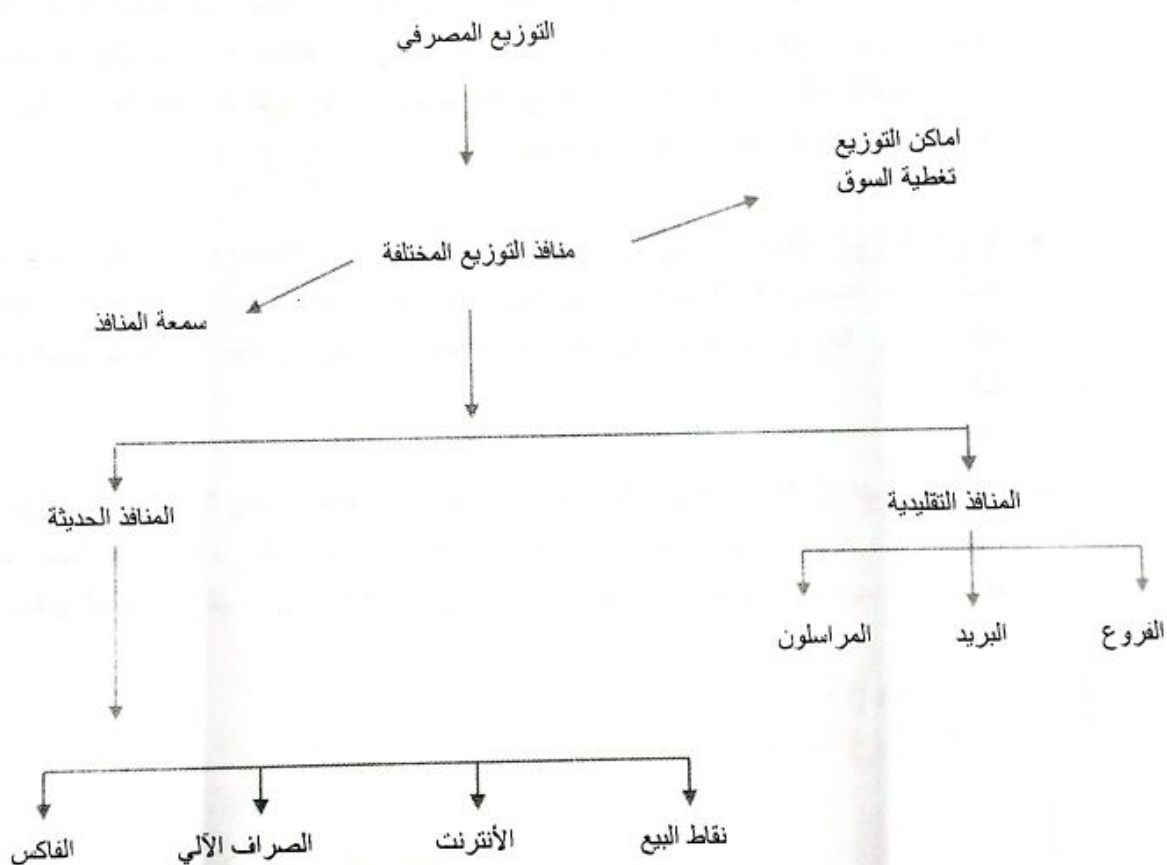 التوزيع المصرفي
اماكن التوزيع
تغطية السوق
منافذ التوزيع المختلفة
سمعة المنافذ
المنافذ التقليدية
المنافذ الحديثة
الفروع
البريد
المراسلون
نقاط البيع
الأنترنت
الصراف الآلي
الفاكس